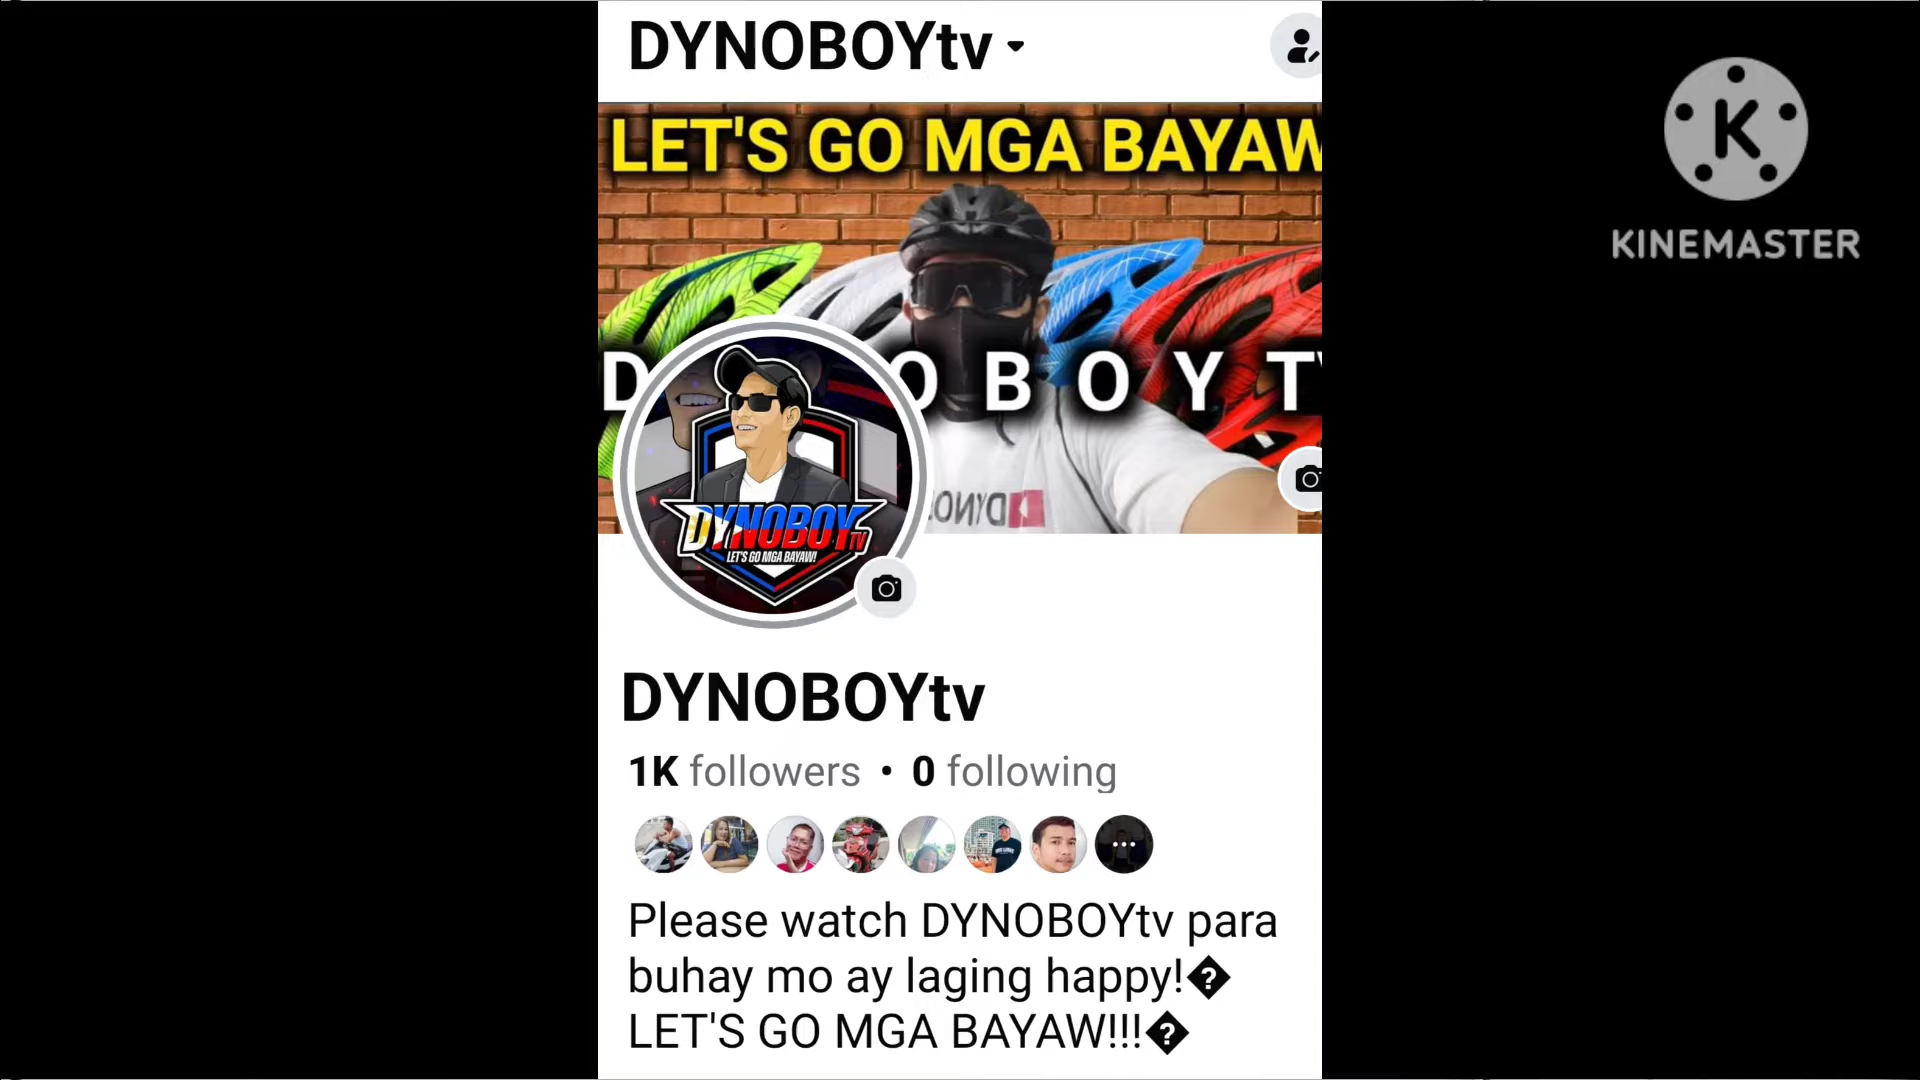 DYNOBOYtv
LET'S GO MGA BAYAW
KINEMASTER
D O B O Y T
DYNOBOY TV
LET'S GO MGA BAYAW!
DYNOBOYtv
1K followers • 0 following
Please watch DYNOBOYtv para
buhay mo ay laging happy!�
LET'S GO MGA BAYAW!!!�